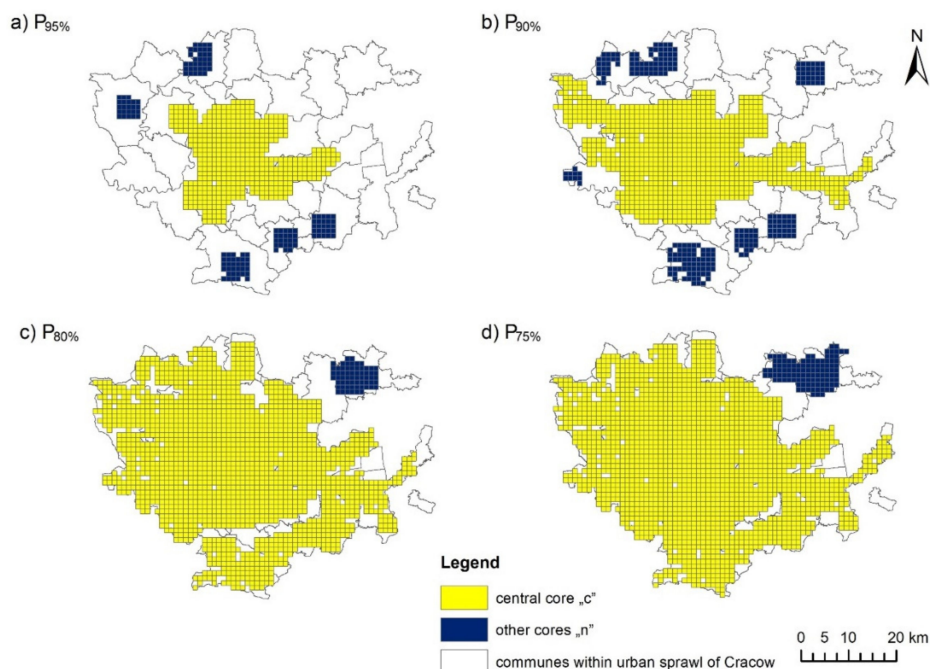 a) P95%
b) P90%
N
c) P80%
d) P75%
Legend
central core „c”
other cores „n”
communes within urban sprawl of Cracow
0 5 10 20 km